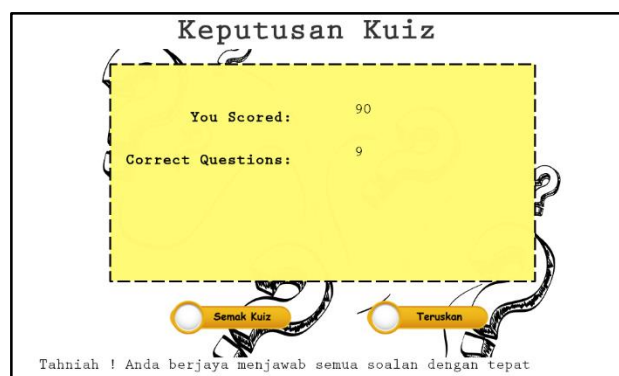 Keputusan Kuiz
You Scored: 90
Correct Questions: 9
Semak Kuiz Teruskan
Tahniah ! Anda berjaya menjawab semua soalan dengan tepat